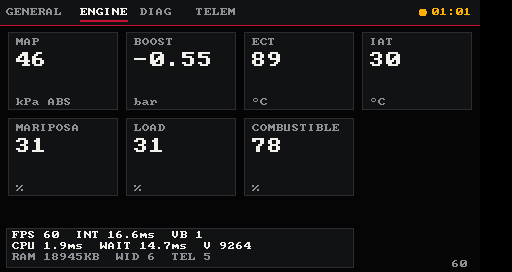 GENERAL ENGINE DIAG TELEM 01:01
MAP BOOST ECT IAT
46 -0.55 89 30
kPa ABS bar °C °C
MARIPOSA LOAD COMBUSTIBLE
31 31 78
% % %
FPS 60 INT 16.6ms VB 1
CPU 1.9ms WAIT 14.7ms V 9264
RAM 18945KB WID 6 TEL 5
60